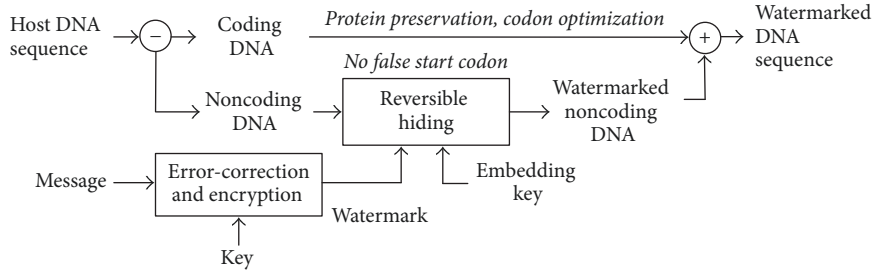 Host DNA
sequence
−
Coding
DNA
Protein preservation, codon optimization
+
Watermarked
DNA
sequence
No false start codon
Noncoding
DNA
Reversible
hiding
Watermarked
noncoding
DNA
Message
Error-correction
and encryption
Watermark
Embedding
key
Key